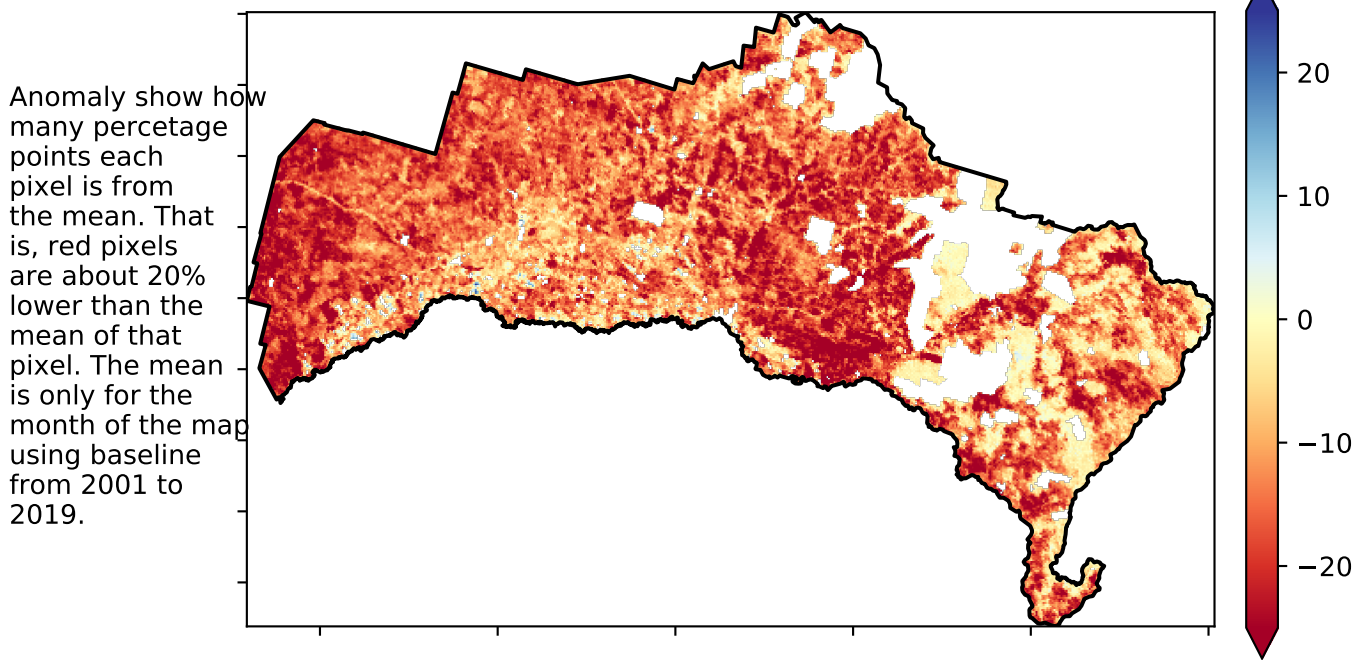 Anomaly show how
many percetage
points each
pixel is from
the mean. That
is, red pixels
are about 20%
lower than the
mean of that
pixel. The mean
is only for the
month of the map
using baseline
from 2001 to
2019.
20
10
0
−10
−20